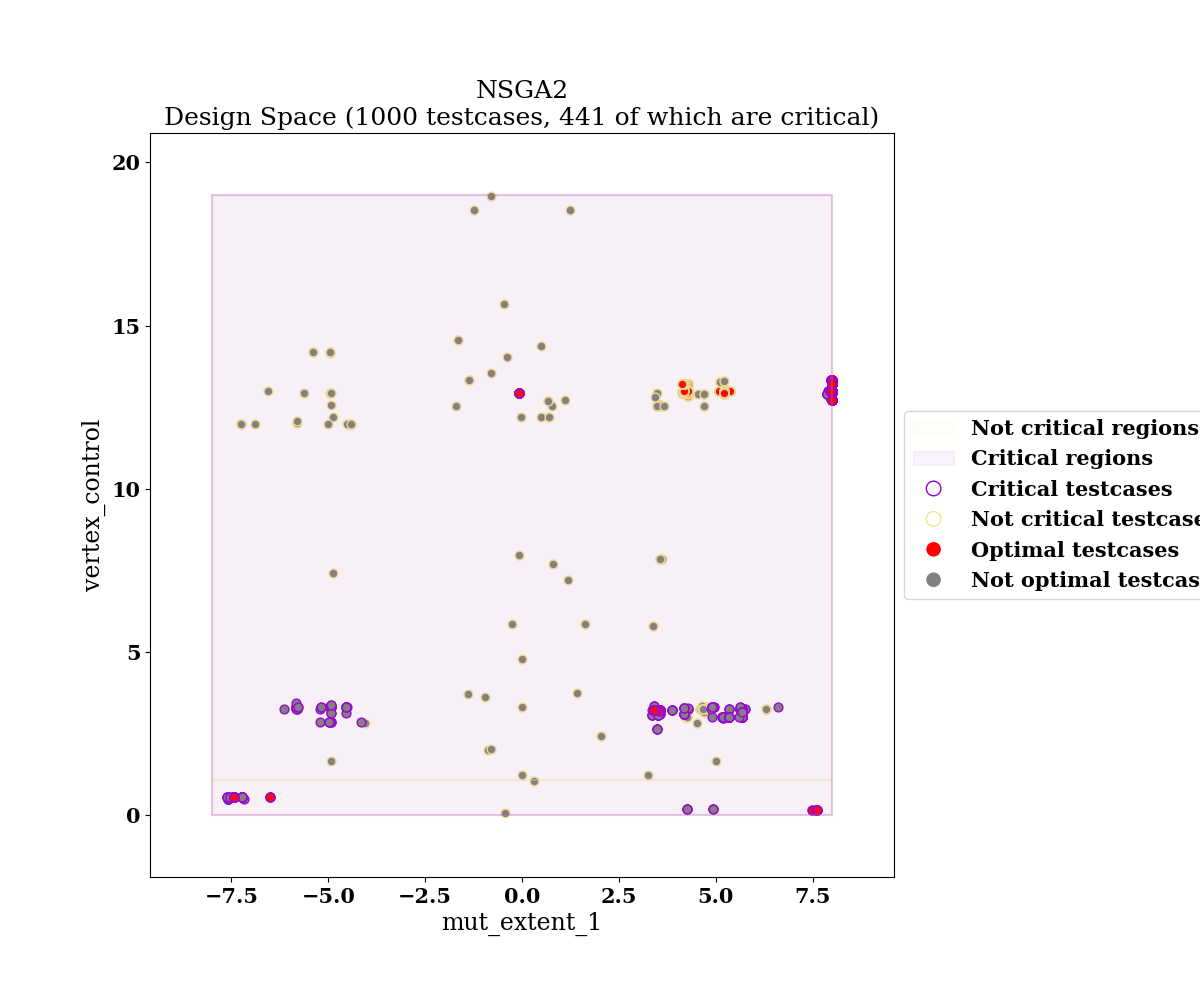 NSGA2
Design Space (1000 testcases, 441 of which are critical)
20
15
10
5
0
vertex_control
−7.5 −5.0 −2.5 0.0 2.5 5.0 7.5
mut_extent_1
Not critical regions
Critical regions
Critical testcases
Not critical testcase
Optimal testcases
Not optimal testcas